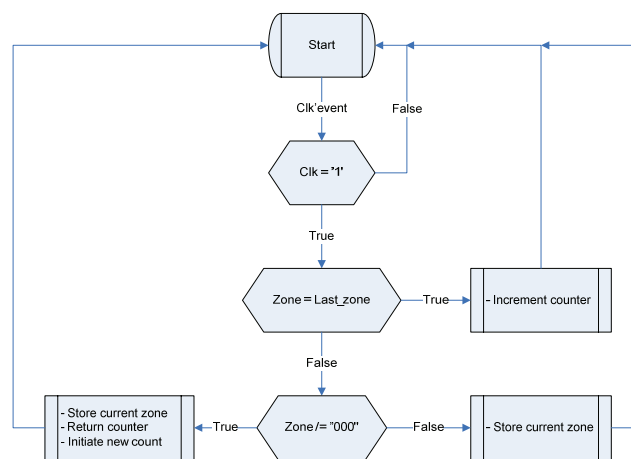 Start
Clk'event
False
Clk = '1'
True
Zone = Last_zone
True
- Increment counter
False
- Store current zone
- Return counter
- Initiate new count
True
Zone /= "000"
False
- Store current zone